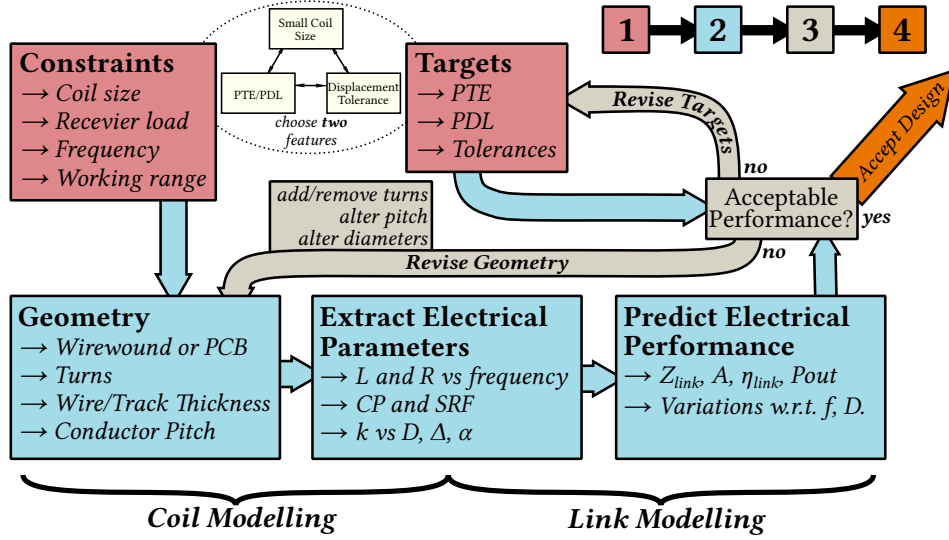 Constraints
→ Coil size
→ Recevier load
→ Frequency
→ Working range
Small Coil
Size
PTE/PDL
Displacement
Tolerance
choose two
features
Targets
→ PTE
→ PDL
→ Tolerances
1
2
3
4
Revise Targets
no
Accept Design
Acceptable
Performance?
yes
no
add/remove turns
alter pitch
alter diameters
Revise Geometry
Geometry
→ Wirewound or PCB
→ Turns
→ Wire/Track Thickness
→ Conductor Pitch
Extract Electrical
Parameters
→ L and R vs frequency
→ CP and SRF
→ k vs D, Δ, α
Predict Electrical
Performance
→ Z_link, A, η_link, Pout
→ Variations w.r.t. f, D.
Coil Modelling
Link Modelling